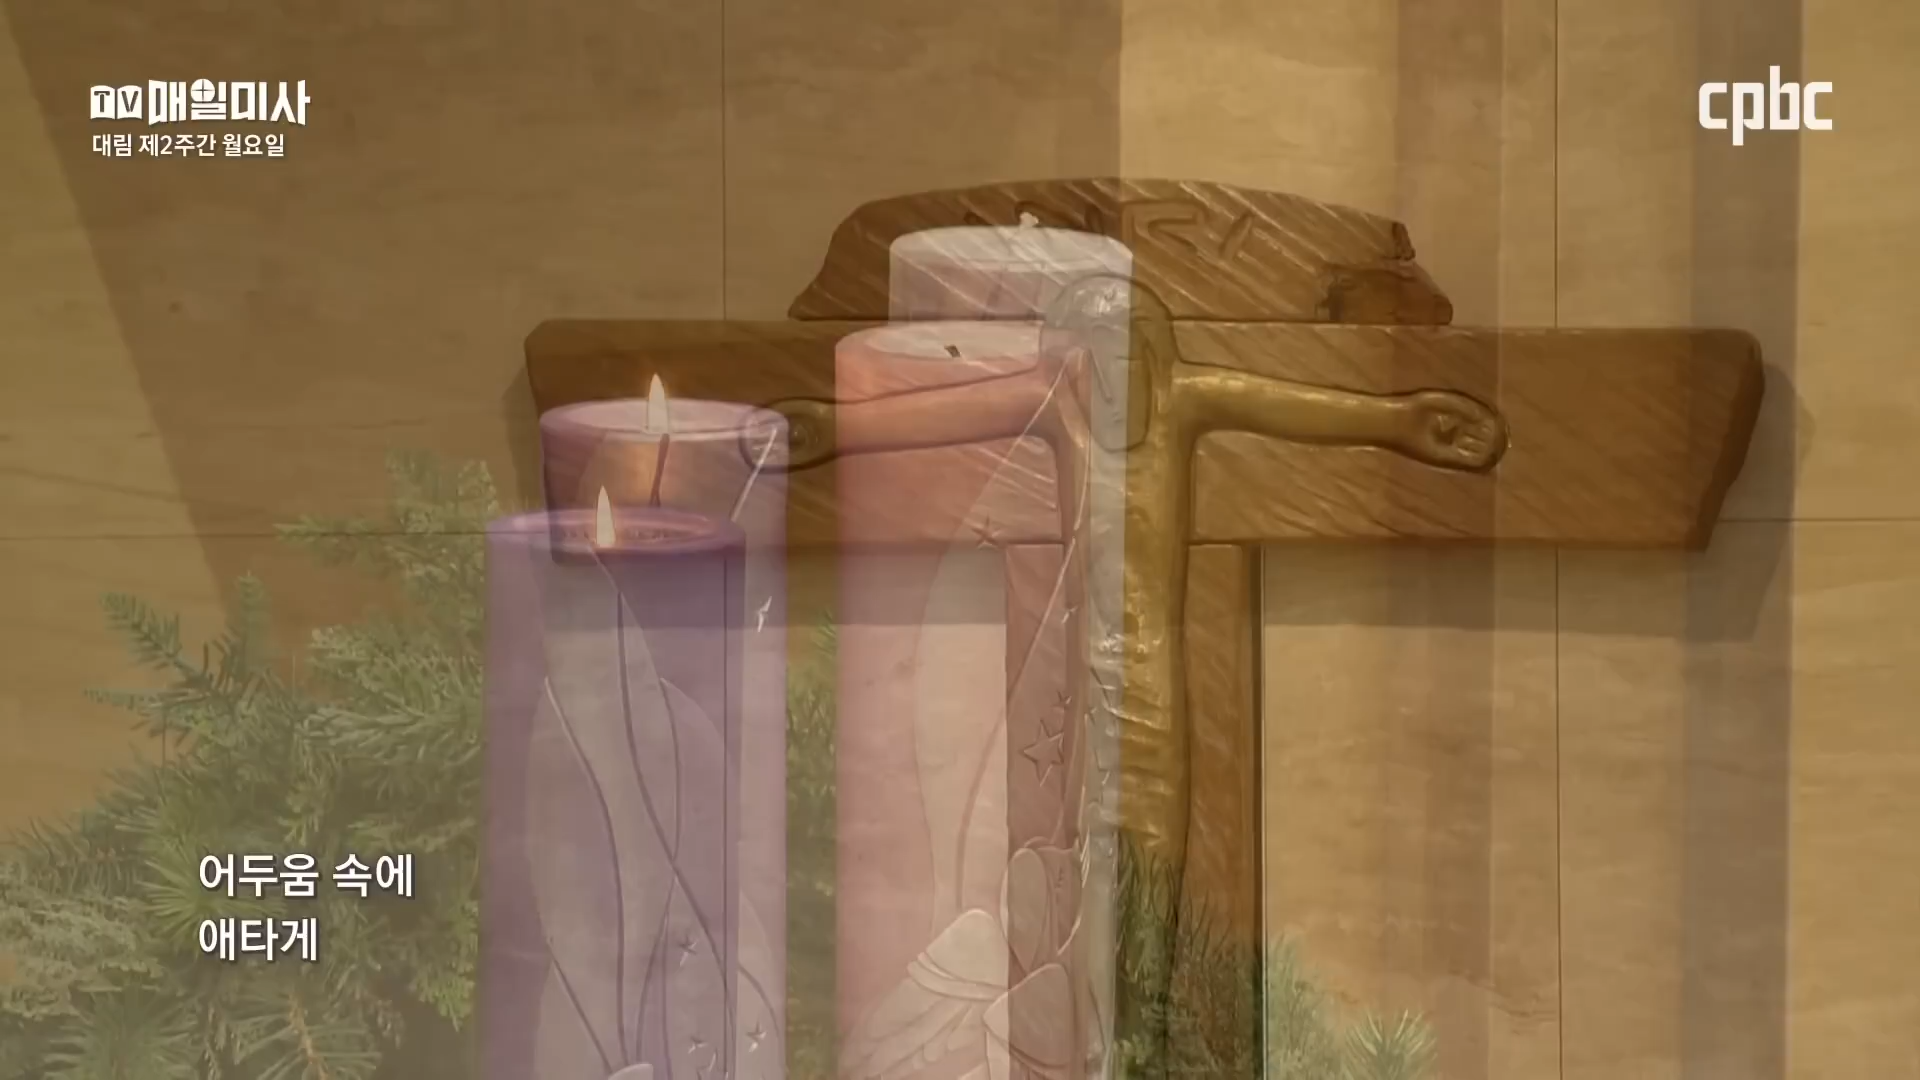 TV매일미사
대림 제2주간 월요일
cpbc
어두움 속에
애타게